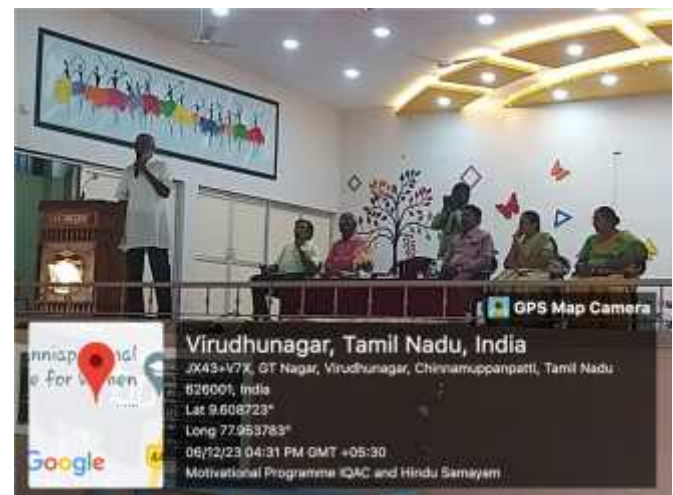 GPS Map Camera
Virudhunagar, Tamil Nadu, India
JX43+V7X, GT Nagar, Virudhunagar, Chinnamuppanpatti, Tamil Nadu
626001, India
Lat 9.608723°
Long 77.953783°
06/12/23 04:31 PM GMT +05:30
Motivational Programme IQAC and Hindu Samayam
Google